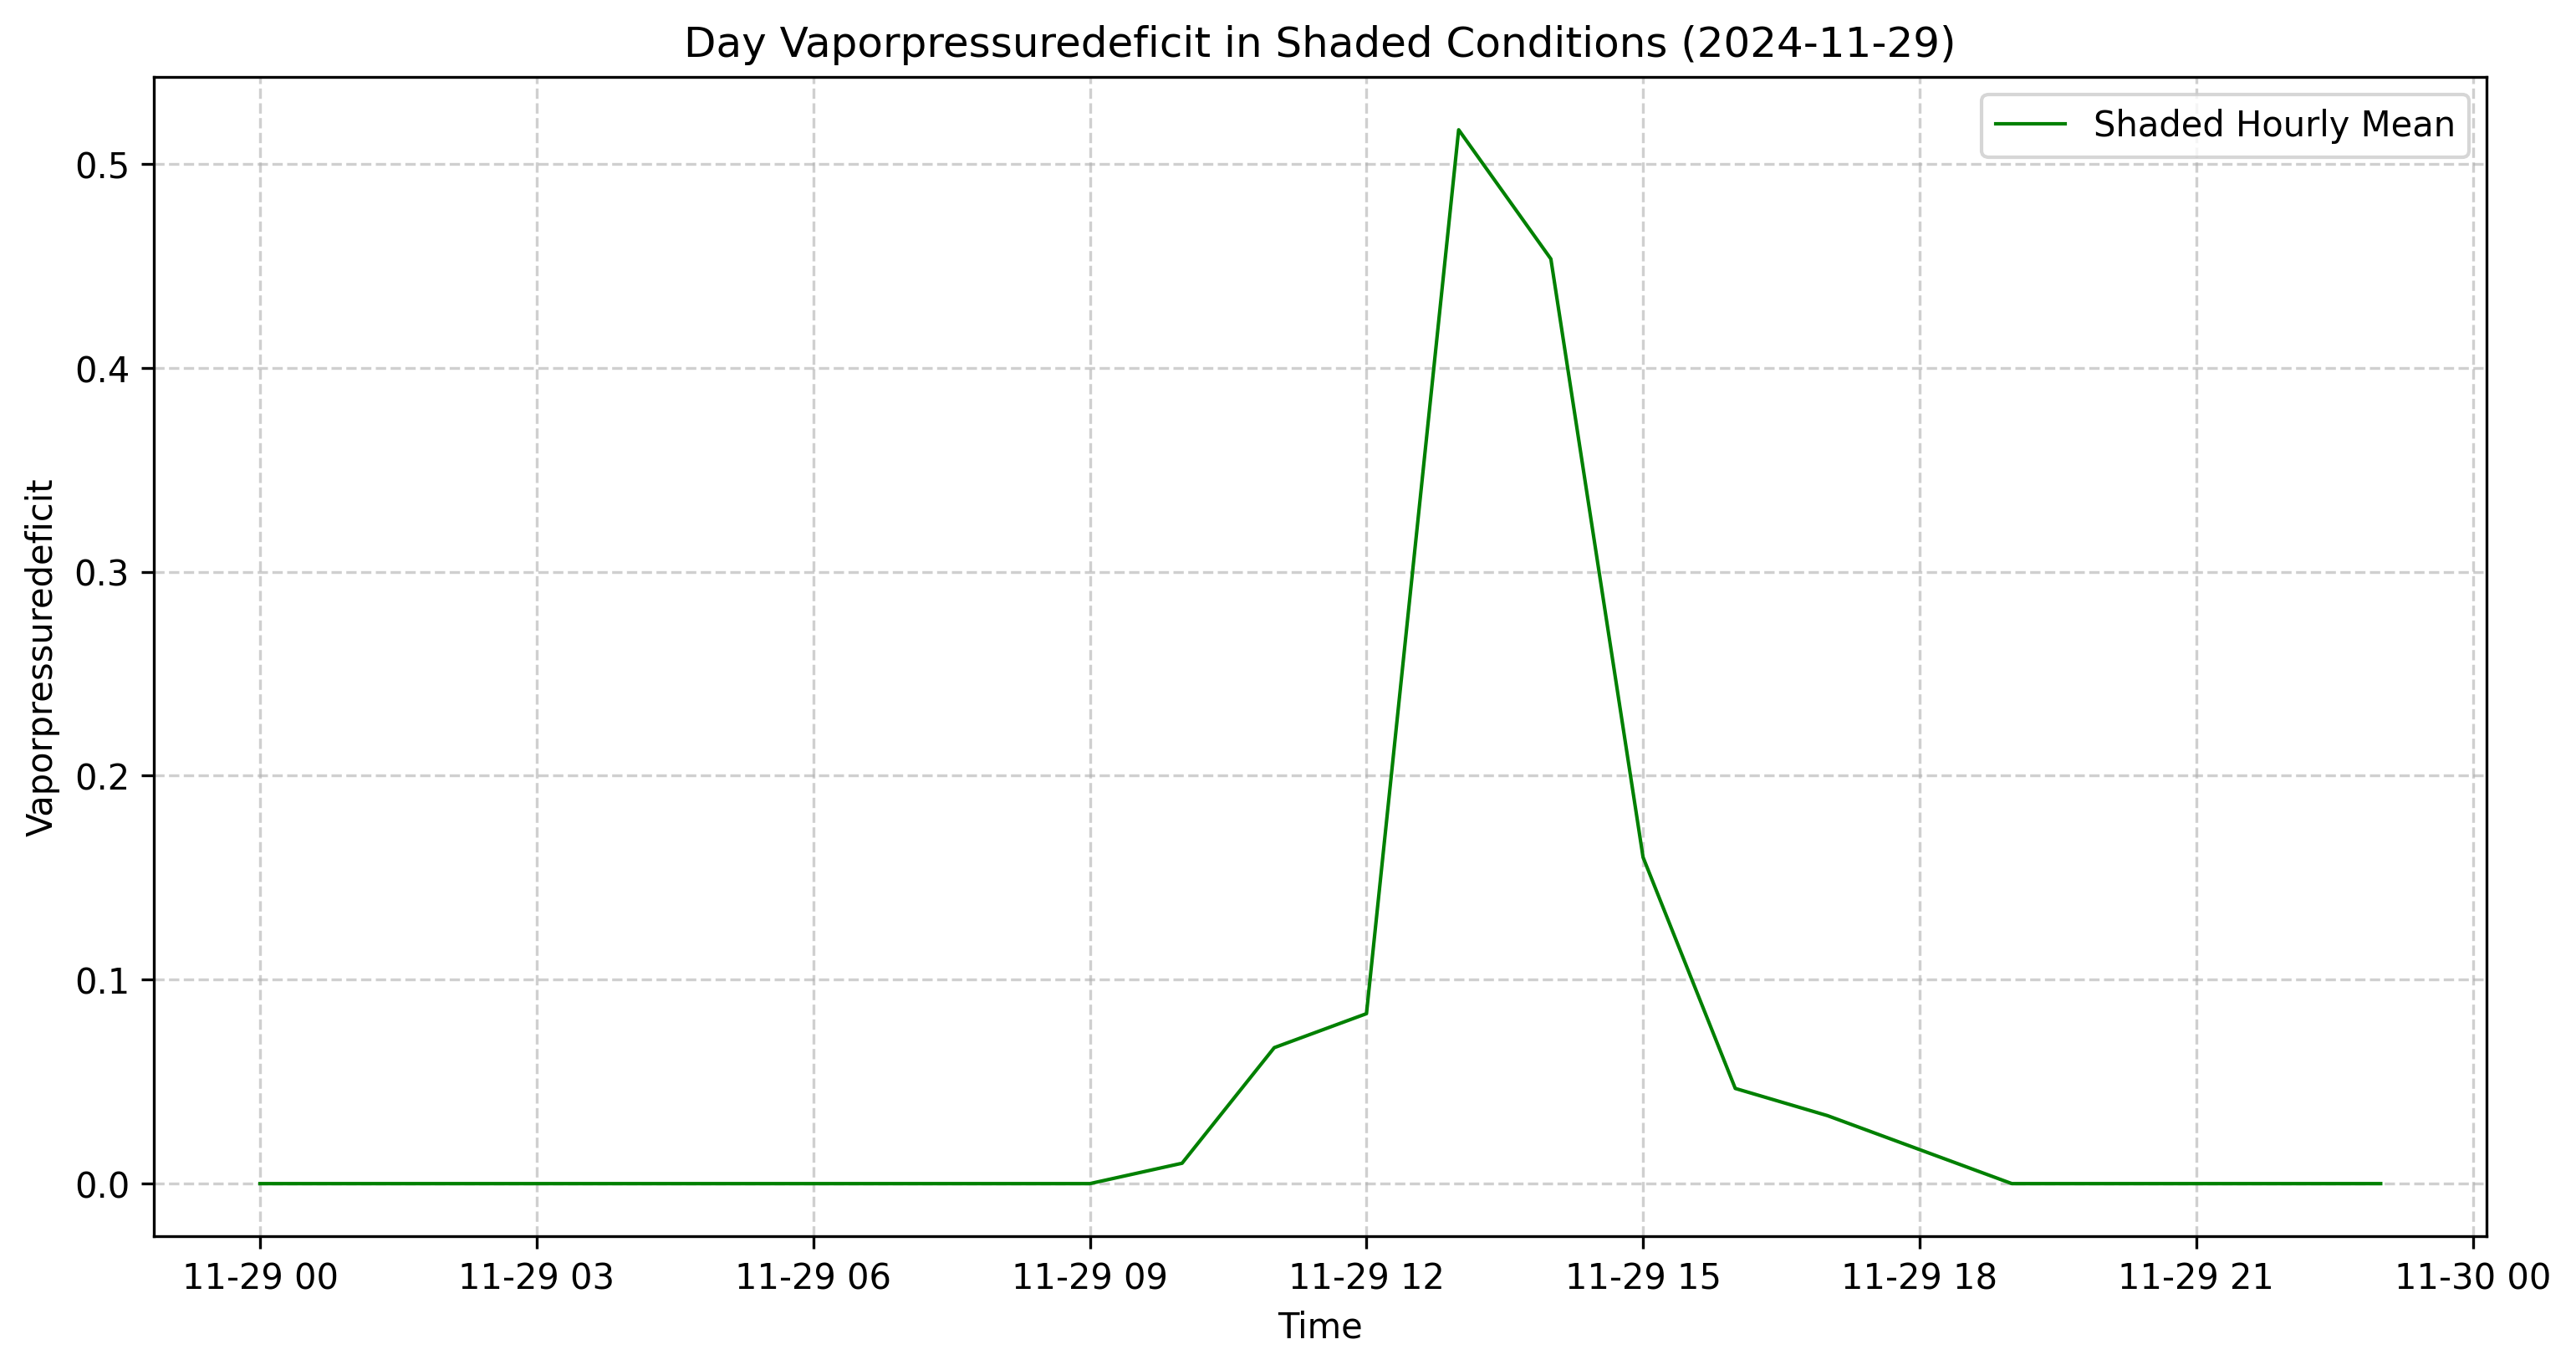 Day Vaporpressuredeficit in Shaded Conditions (2024-11-29)
Shaded Hourly Mean
Vaporpressuredeficit
0.5
0.4
0.3
0.2
0.1
0.0
11-29 00 11-29 03 11-29 06 11-29 09 11-29 12 11-29 15 11-29 18 11-29 21 11-30 00
Time